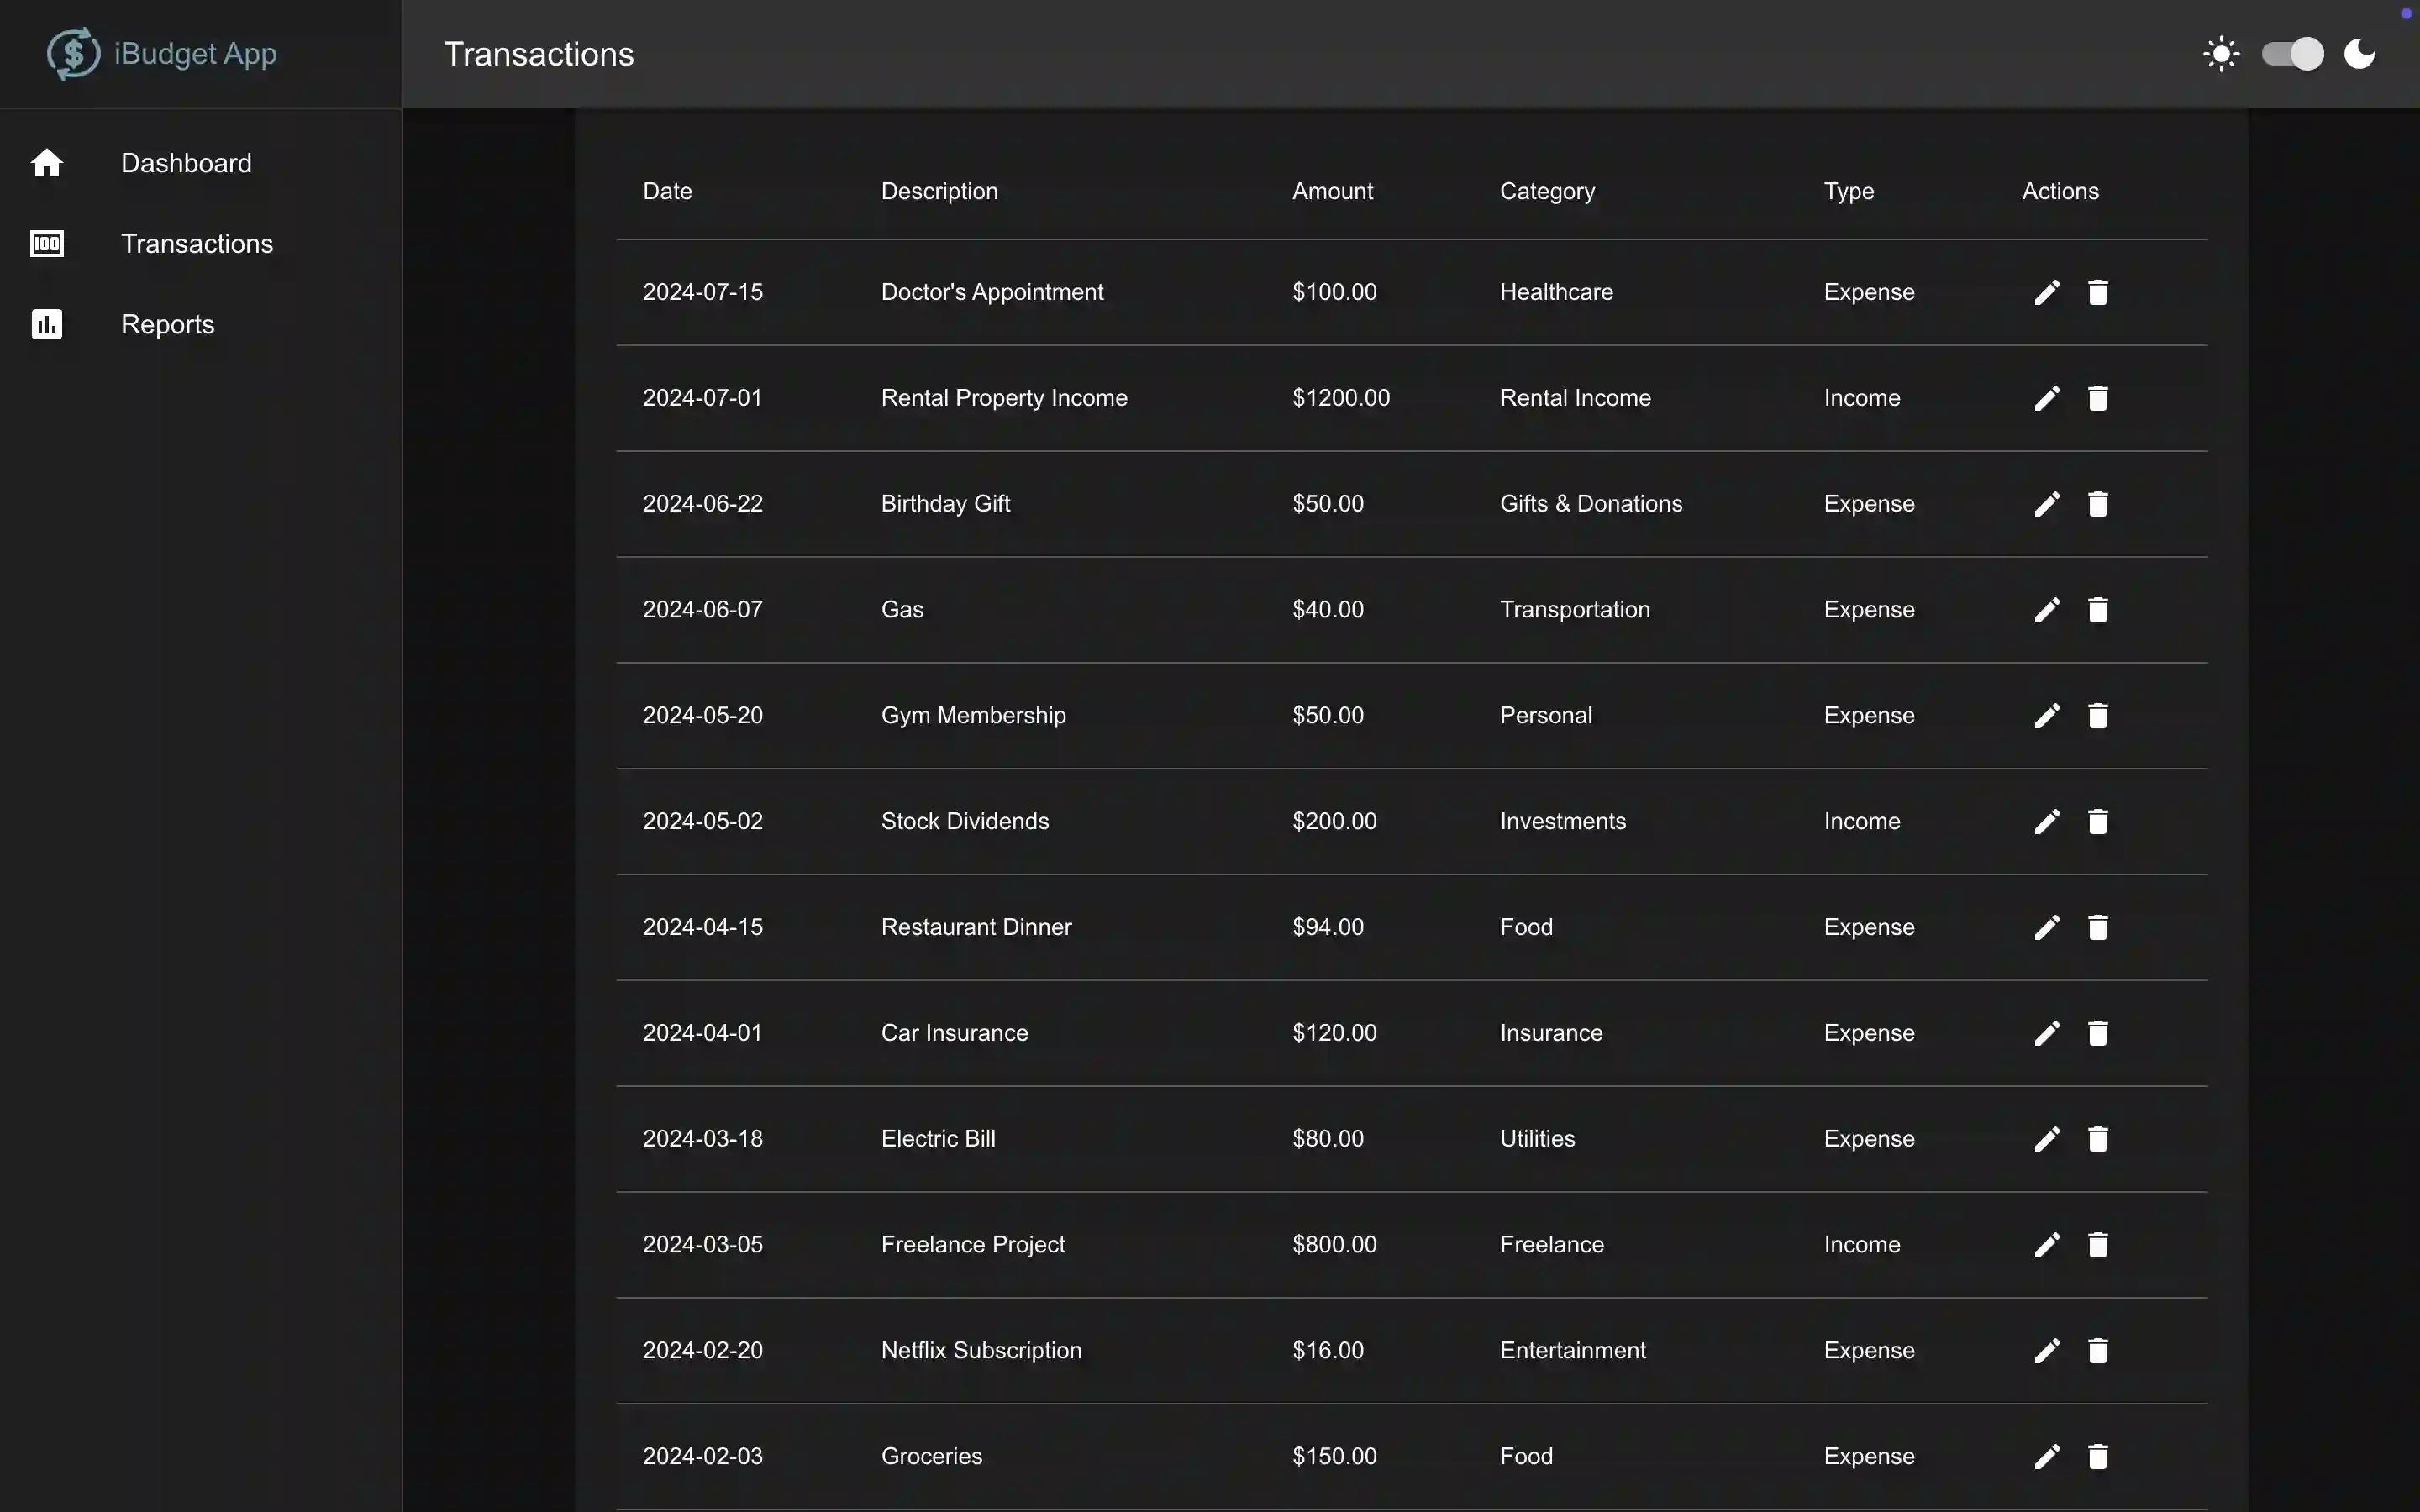 iBudget App
Transactions
Dashboard
Transactions
Reports
Date Description Amount Category Type Actions
2024-07-15 Doctor's Appointment $100.00 Healthcare Expense
2024-07-01 Rental Property Income $1200.00 Rental Income Income
2024-06-22 Birthday Gift $50.00 Gifts & Donations Expense
2024-06-07 Gas $40.00 Transportation Expense
2024-05-20 Gym Membership $50.00 Personal Expense
2024-05-02 Stock Dividends $200.00 Investments Income
2024-04-15 Restaurant Dinner $94.00 Food Expense
2024-04-01 Car Insurance $120.00 Insurance Expense
2024-03-18 Electric Bill $80.00 Utilities Expense
2024-03-05 Freelance Project $800.00 Freelance Income
2024-02-20 Netflix Subscription $16.00 Entertainment Expense
2024-02-03 Groceries $150.00 Food Expense